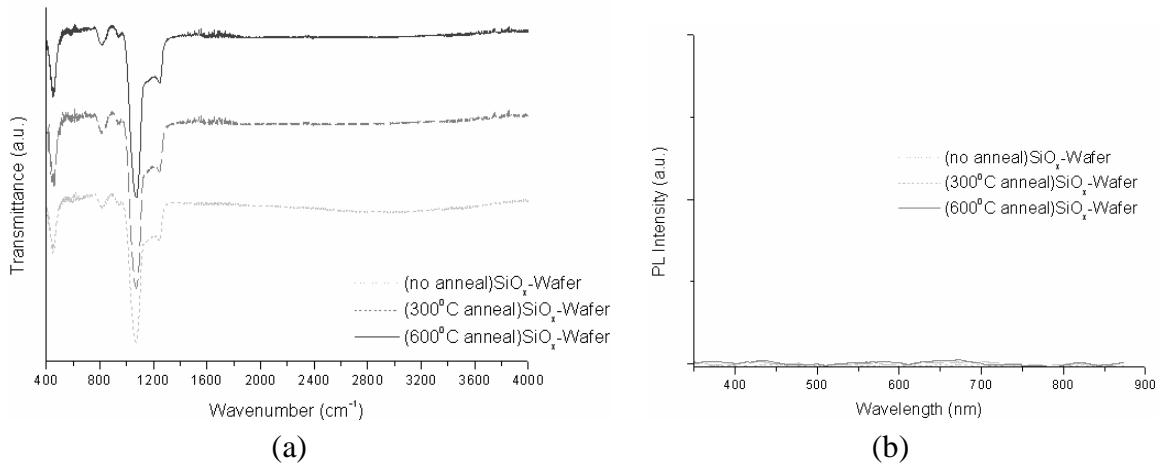 Transmittance (a.u.)
(no anneal)SiOₓ-Wafer
(300⁰C anneal)SiOₓ-Wafer
(600⁰C anneal)SiOₓ-Wafer
400 800 1200 1600 2000 2400 2800 3200 3600 4000
Wavenumber (cm⁻¹)
(a)
PL Intensity (a.u.)
(no anneal)SiOₓ-Wafer
(300⁰C anneal)SiOₓ-Wafer
(600⁰C anneal)SiOₓ-Wafer
400 500 600 700 800 900
Wavelength (nm)
(b)